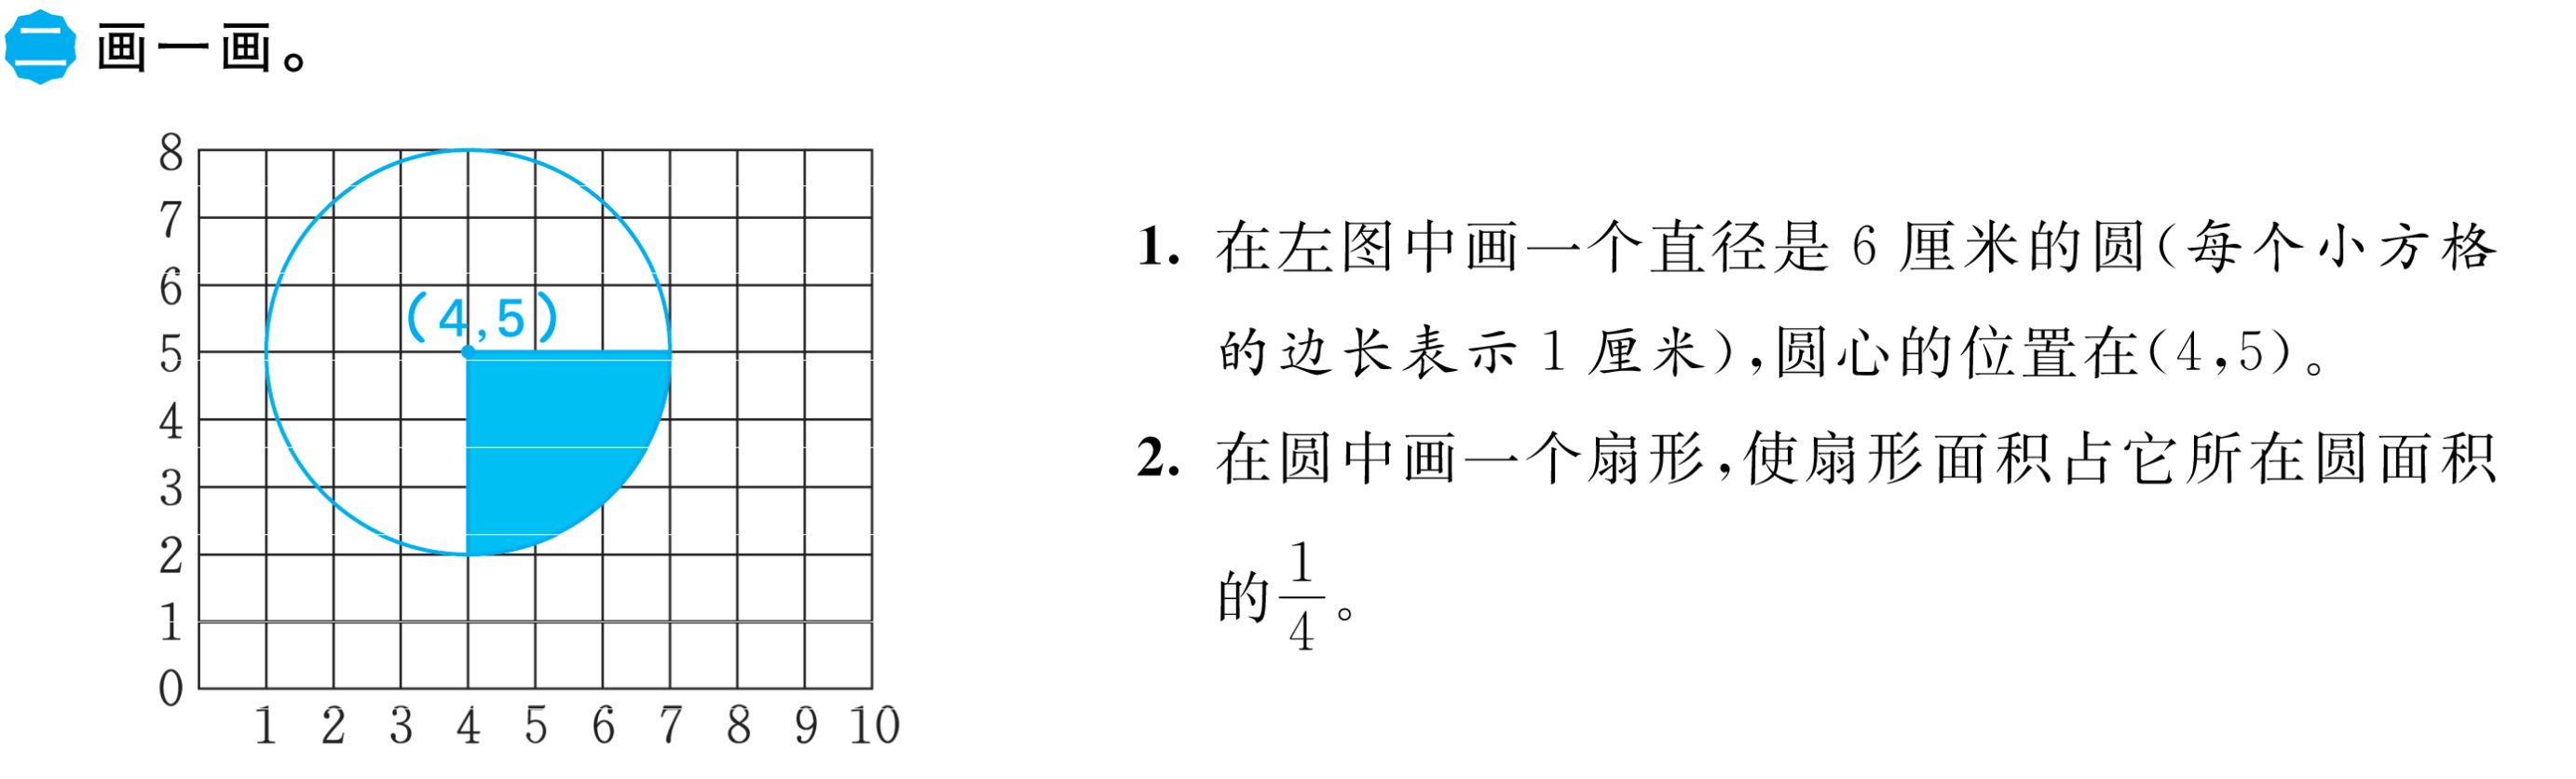 二 画一画。
8
7
6
(4,5)
5
4
3
2
1
0
1 2 3 4 5 6 7 8 9 10
1. 在左图中画一个直径是 6 厘米的圆(每个小方格
的边长表示 1 厘米),圆心的位置在(4,5)。
2. 在圆中画一个扇形,使扇形面积占它所在圆面积
的1/4。